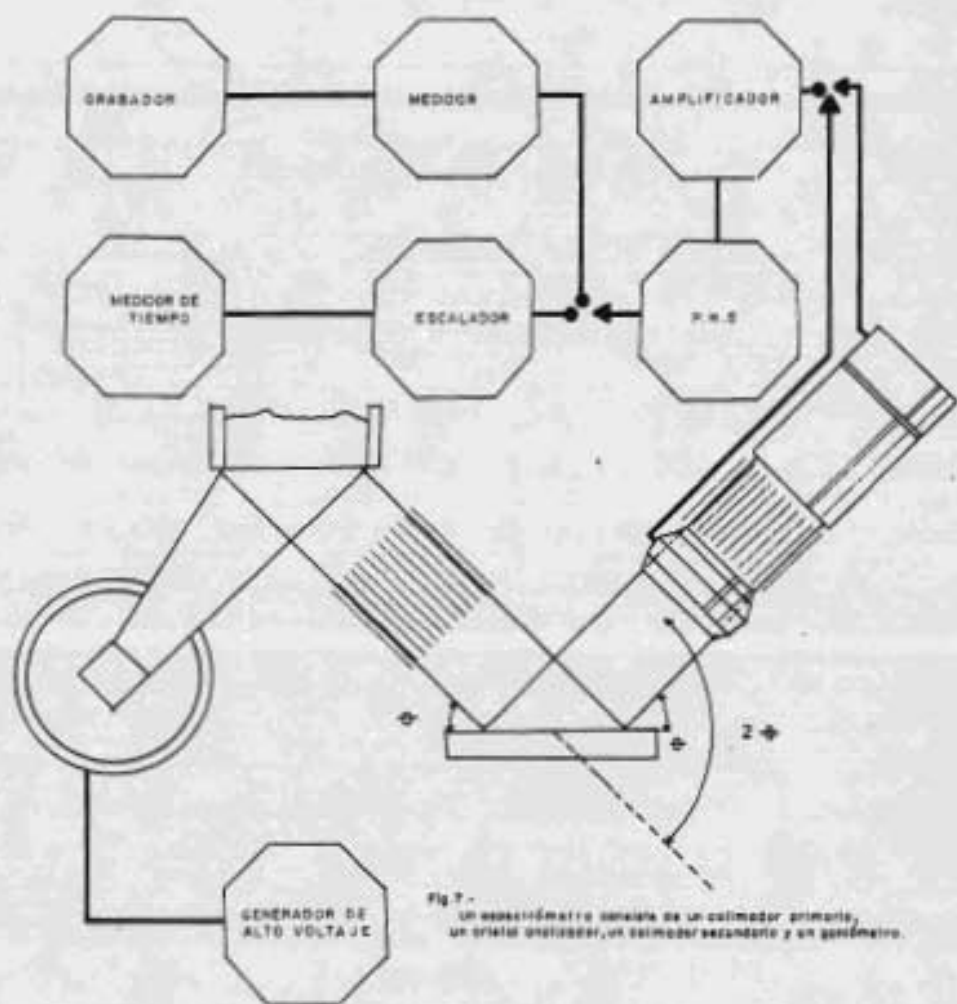 GRABADOR
MEDIDOR
AMPLIFICADOR
MEDIDOR DE
TIEMPO
ESCALADOR
P.H.S
θ
θ
2 θ
GENERADOR DE
ALTO VOLTAJE
Fig. 7.-
Un espectrómetro consiste de un colimador primario,
un cristal analizador, un colimador secundario y un goniómetro.